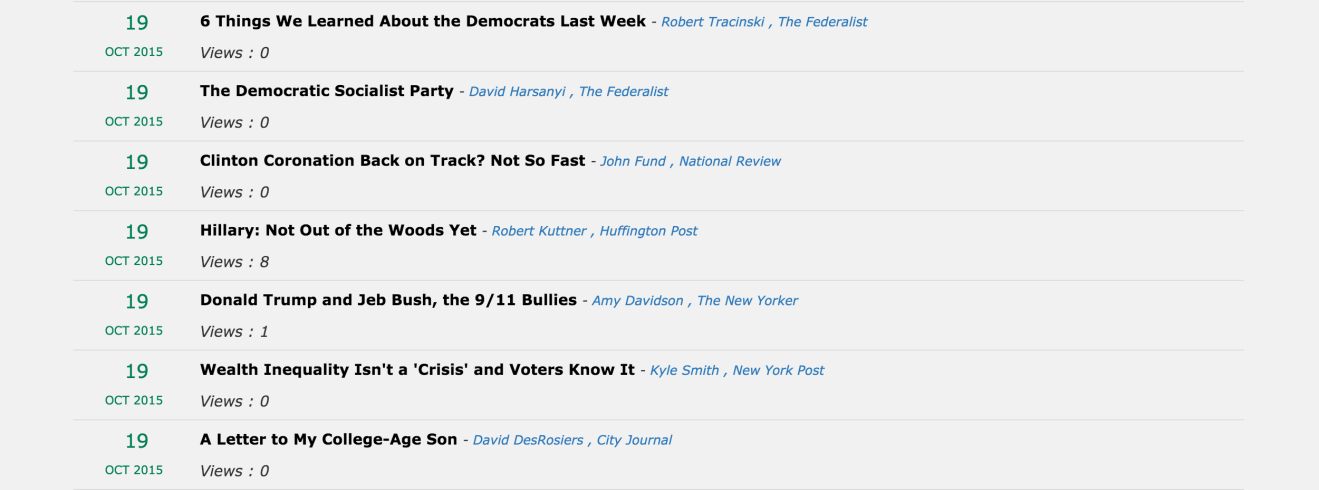 19 6 Things We Learned About the Democrats Last Week - Robert Tracinski , The Federalist
OCT 2015 Views : 0
19 The Democratic Socialist Party - David Harsanyi , The Federalist
OCT 2015 Views : 0
19 Clinton Coronation Back on Track? Not So Fast - John Fund , National Review
OCT 2015 Views : 0
19 Hillary: Not Out of the Woods Yet - Robert Kuttner , Huffington Post
OCT 2015 Views : 8
19 Donald Trump and Jeb Bush, the 9/11 Bullies - Amy Davidson , The New Yorker
OCT 2015 Views : 1
19 Wealth Inequality Isn't a 'Crisis' and Voters Know It - Kyle Smith , New York Post
OCT 2015 Views : 0
19 A Letter to My College-Age Son - David DesRosiers , City Journal
OCT 2015 Views : 0